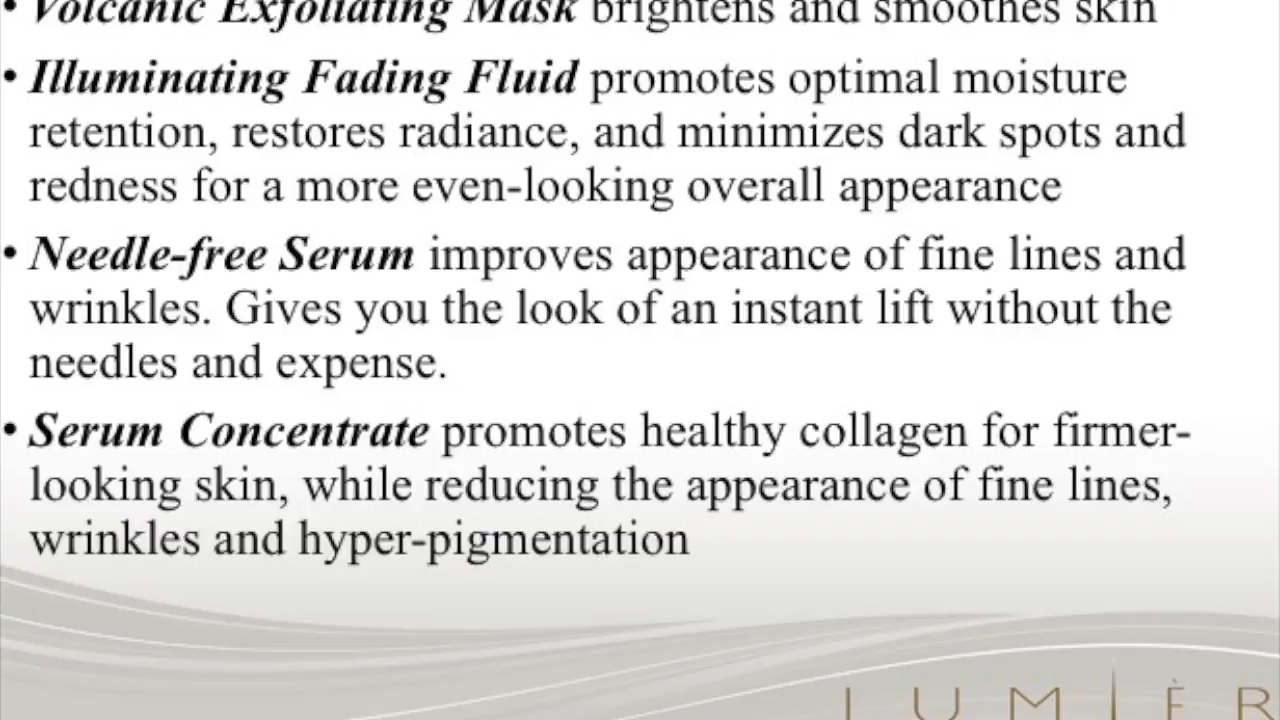 • Volcanic Exfoliating Mask brightens and smoothes skin
• Illuminating Fading Fluid promotes optimal moisture
retention, restores radiance, and minimizes dark spots and
redness for a more even-looking overall appearance
• Needle-free Serum improves appearance of fine lines and
wrinkles. Gives you the look of an instant lift without the
needles and expense.
• Serum Concentrate promotes healthy collagen for firmer-
looking skin, while reducing the appearance of fine lines,
wrinkles and hyper-pigmentation
LUMIÈR